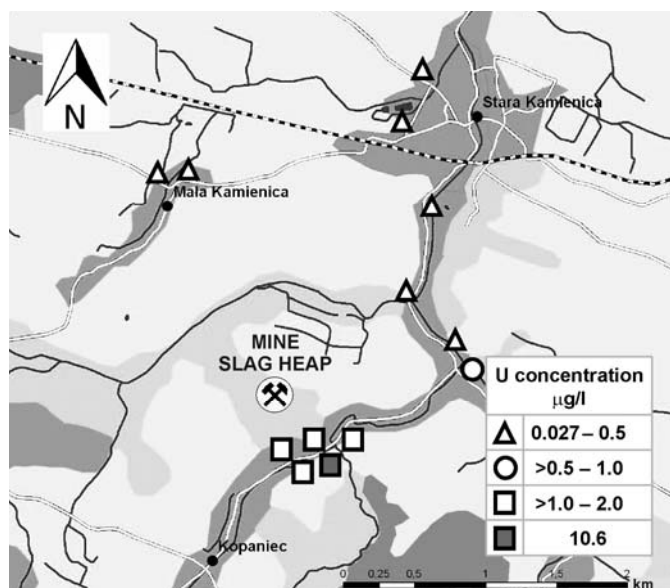 N
Stara Kamienica
Mala Kamienica
MINE
SLAG HEAP
U concentration
µg/l
0.027 – 0.5
>0.5 – 1.0
>1.0 – 2.0
10.6
Kopaniec
0 0,25 0,5 1 1,5 2
km